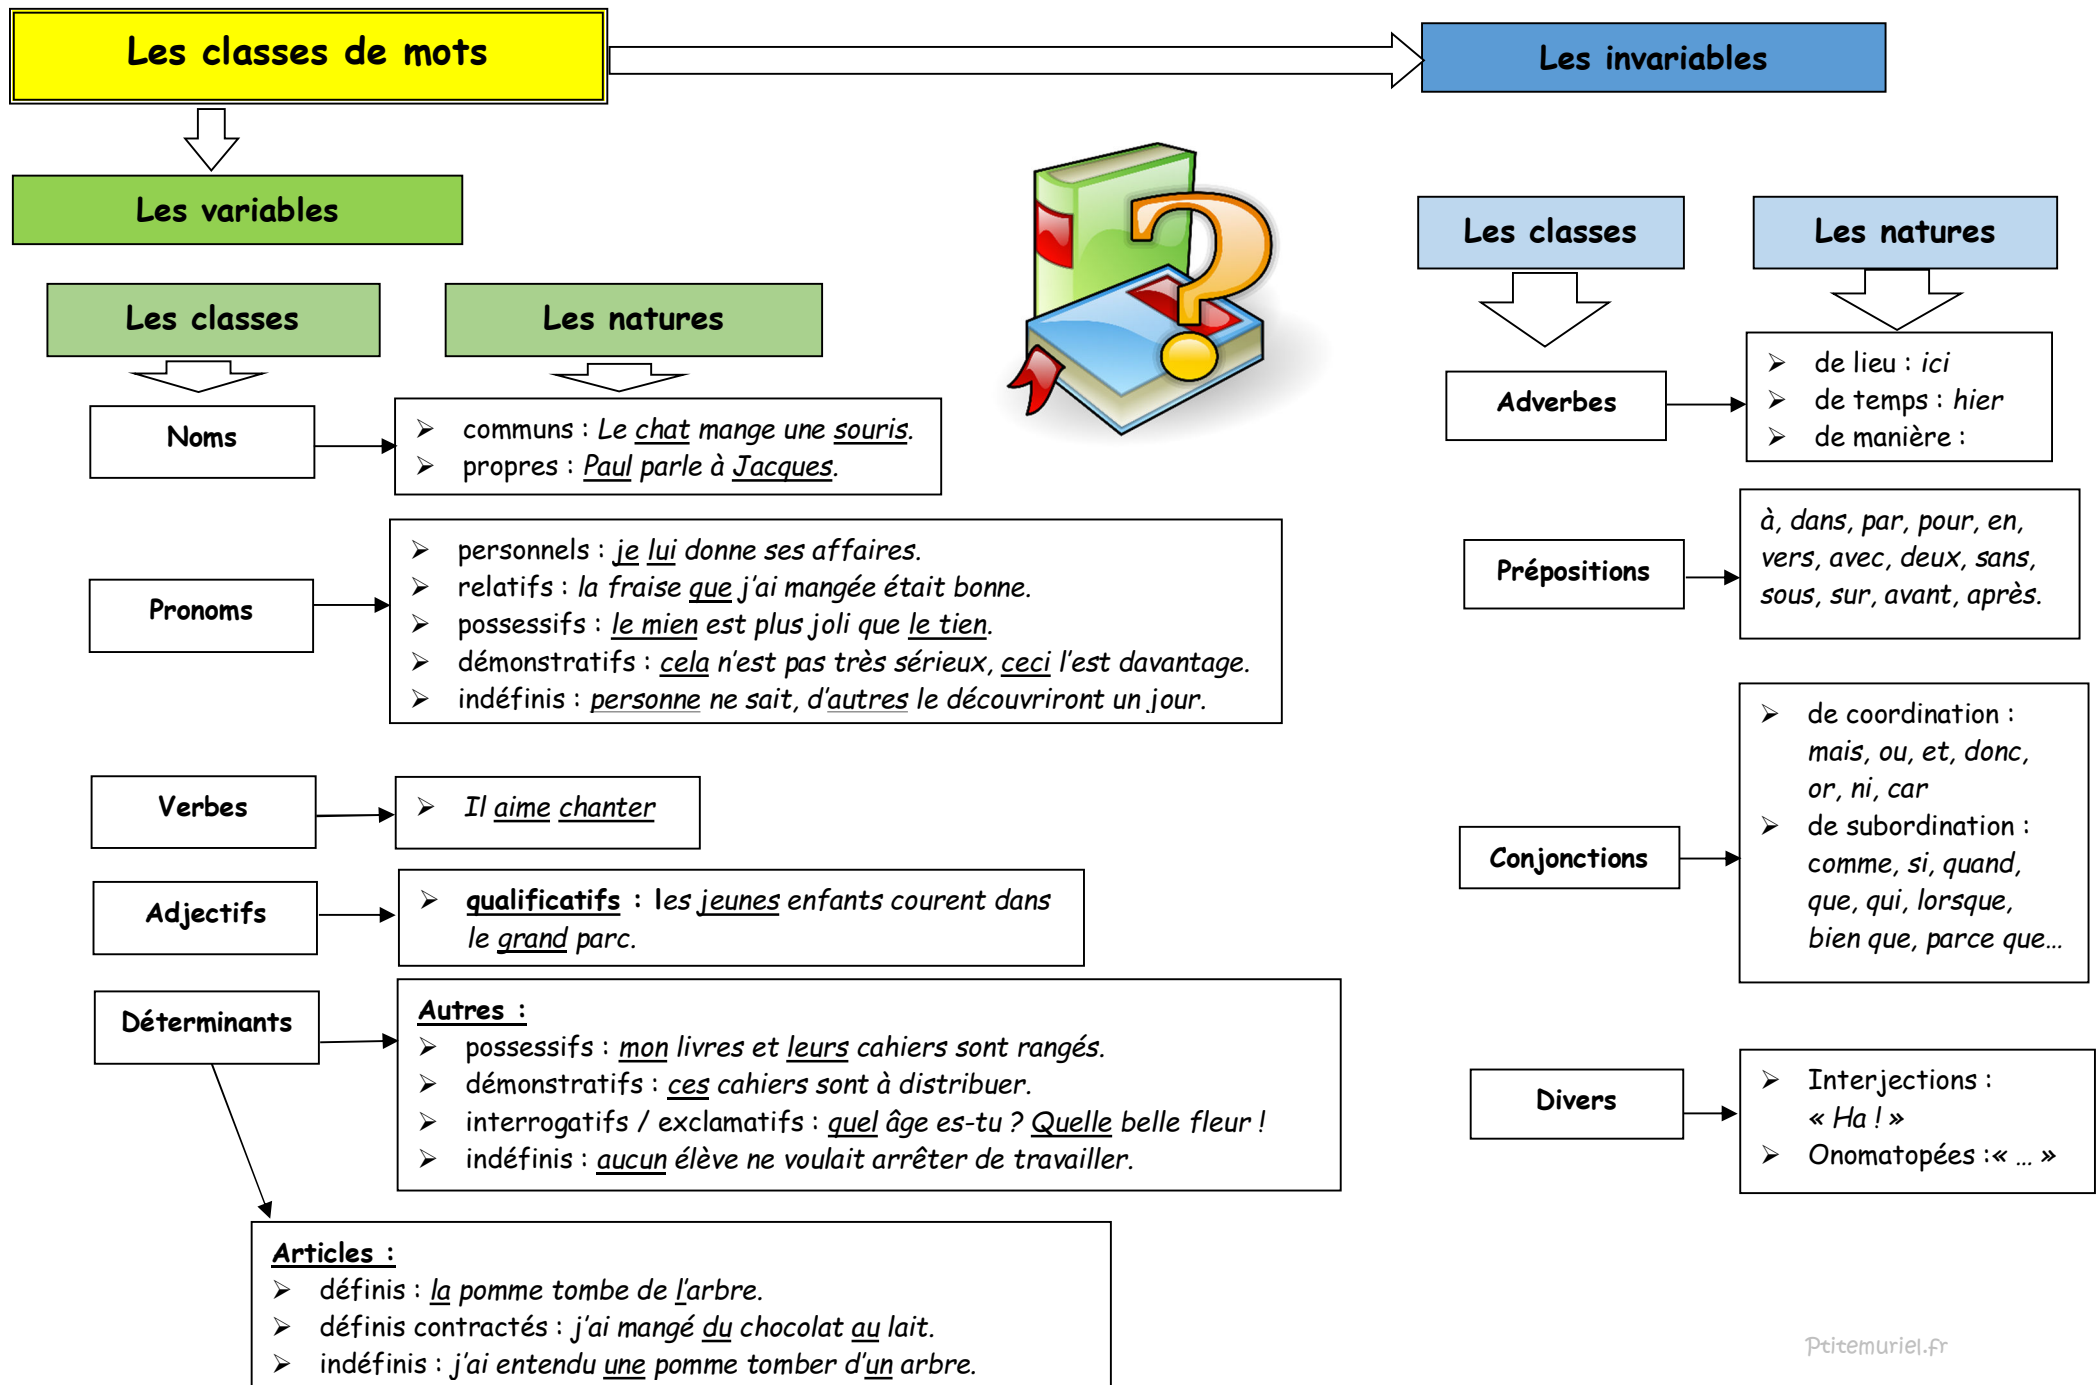 Les classes de mots
Les invariables
Les variables
Les classes
Les natures
Noms
➢ communs : Le chat mange une souris.
➢ propres : Paul parle à Jacques.
Pronoms
➢ personnels : je lui donne ses affaires.
➢ relatifs : la fraise que j'ai mangée était bonne.
➢ possessifs : le mien est plus joli que le tien.
➢ démonstratifs : cela n'est pas très sérieux, ceci l'est davantage.
➢ indéfinis : personne ne sait, d'autres le découvriront un jour.
Verbes
➢ Il aime chanter
Adjectifs
➢ qualificatifs : les jeunes enfants courent dans
le grand parc.
Déterminants
Autres :
➢ possessifs : mon livres et leurs cahiers sont rangés.
➢ démonstratifs : ces cahiers sont à distribuer.
➢ interrogatifs / exclamatifs : quel âge es-tu ? Quelle belle fleur !
➢ indéfinis : aucun élève ne voulait arrêter de travailler.
Articles :
➢ définis : la pomme tombe de l'arbre.
➢ définis contractés : j'ai mangé du chocolat au lait.
➢ indéfinis : j'ai entendu une pomme tomber d'un arbre.
Les classes
Les natures
Adverbes
➢ de lieu : ici
➢ de temps : hier
➢ de manière :
Prépositions
à, dans, par, pour, en,
vers, avec, deux, sans,
sous, sur, avant, après.
Conjonctions
➢ de coordination :
mais, ou, et, donc,
or, ni, car
➢ de subordination :
comme, si, quand,
que, qui, lorsque,
bien que, parce que…
Divers
➢ Interjections :
« Ha ! »
➢ Onomatopées :« … »
Ptitemuriel.fr